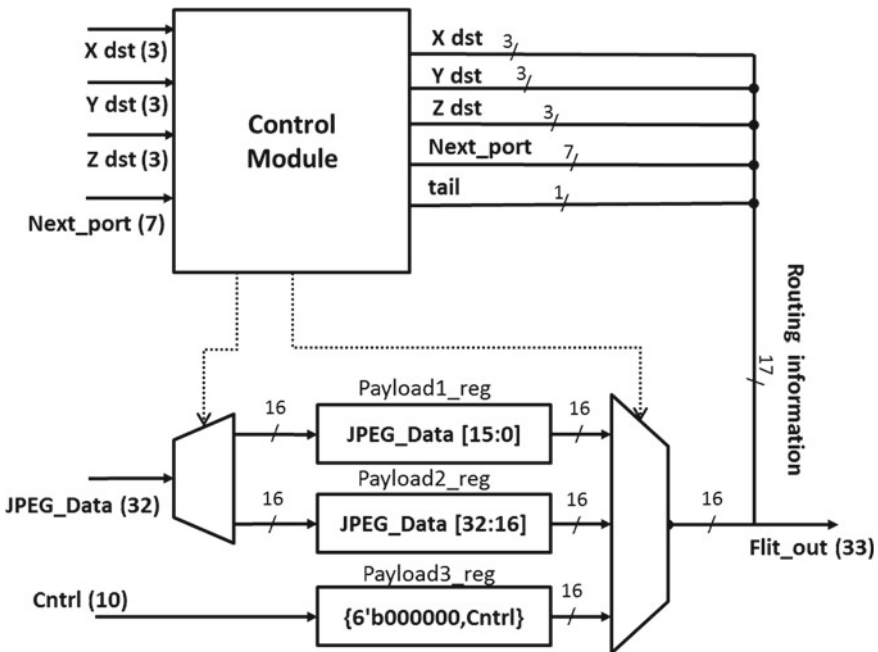 X dst (3)
Y dst (3)
Z dst (3)
Next_port (7)
Control
Module
X dst
3
Y dst
3
Z dst
3
Next_port
7
tail
1
Routing information
17
Payload1_reg
16
JPEG_Data [15:0]
16
JPEG_Data (32)
Payload2_reg
16
JPEG_Data [32:16]
16
16
Flit_out (33)
Payload3_reg
Cntrl (10)
{6'b000000,Cntrl}
16